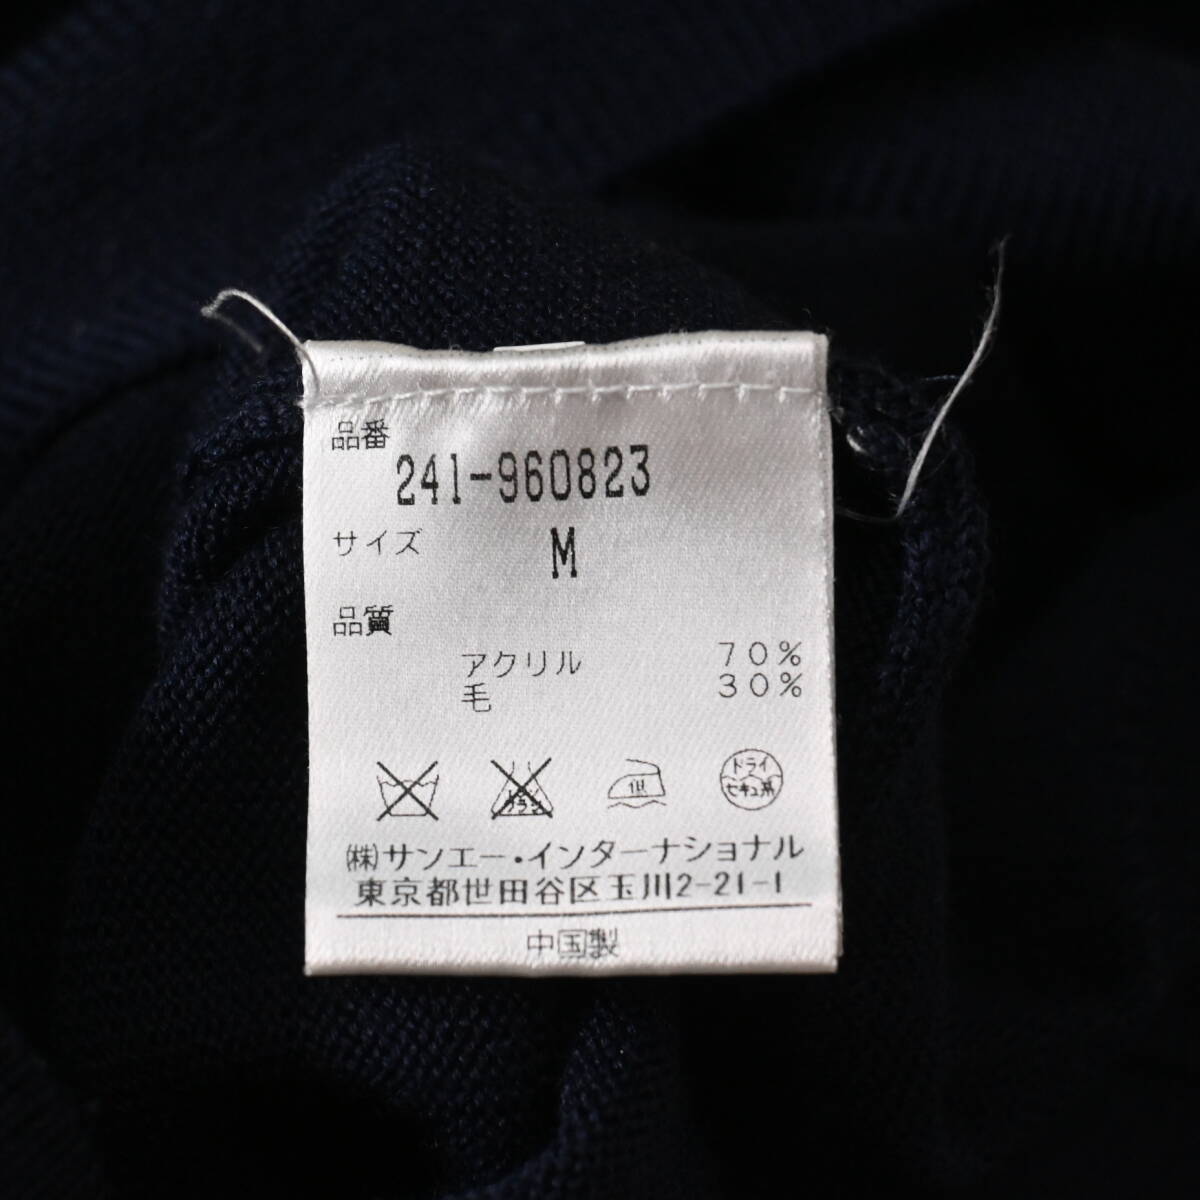 品番
241-960823
サイズ M
品質
アクリル 70%
毛 30%
低 ドライ
セキユ系
(株)サンエー・インターナショナル
東京都世田谷区玉川2-21-1
中国製